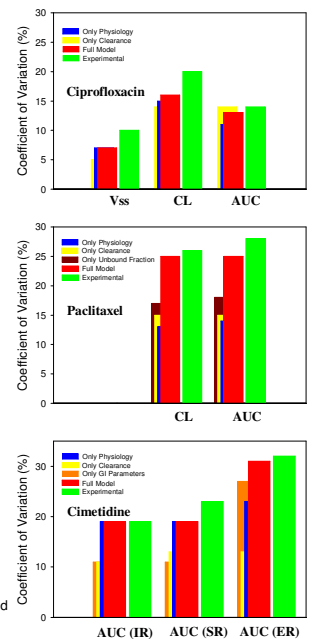 30
25
20
15
10
5
0
Coefficient of Variation (%)
Only Physiology
Only Clearance
Full Model
Experimental
Ciprofloxacin
Vss CL AUC
30
25
20
15
10
5
0
Coefficient of Variation (%)
Only Physiology
Only Clearance
Only Unbound Fraction
Full Model
Experimental
Paclitaxel
CL AUC
30
20
10
0
Coefficient of Variation (%)
Only Physiology
Only Clearance
Only GI Parameters
Full Model
Experimental
Cimetidine
d
AUC (IR) AUC (SR) AUC (ER)